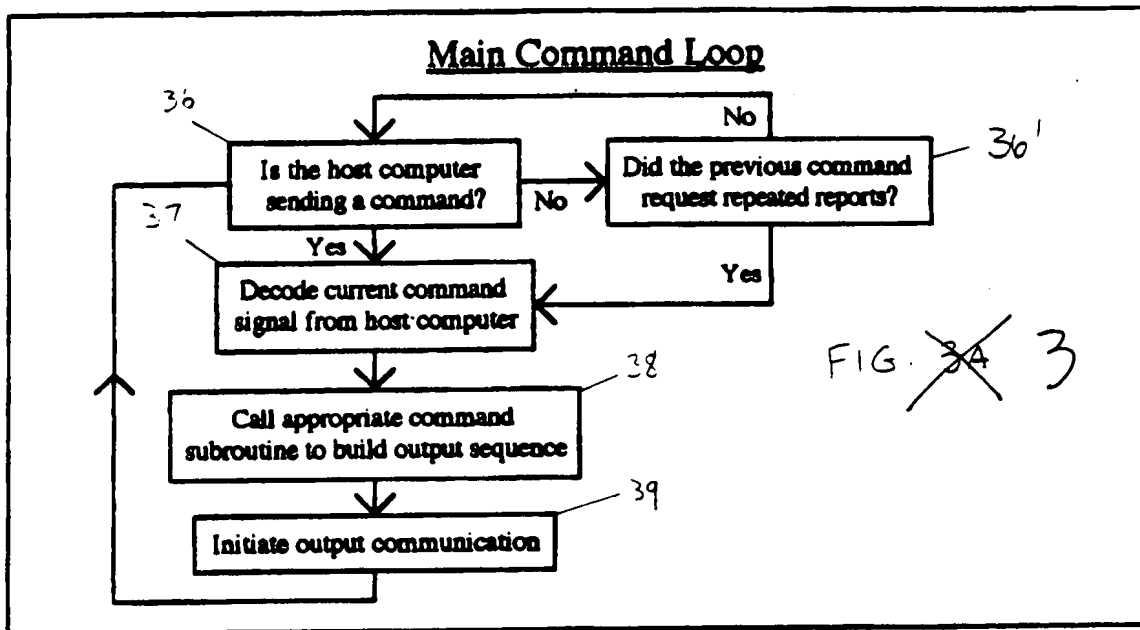 Main Command Loop
36
No
Is the host computer
sending a command?
No
Did the previous command
request repeated reports?
36'
37
Yes
Yes
Decode current command
signal from host computer
FIG. 3A 3
38
Call appropriate command
subroutine to build output sequence
39
Initiate output communication